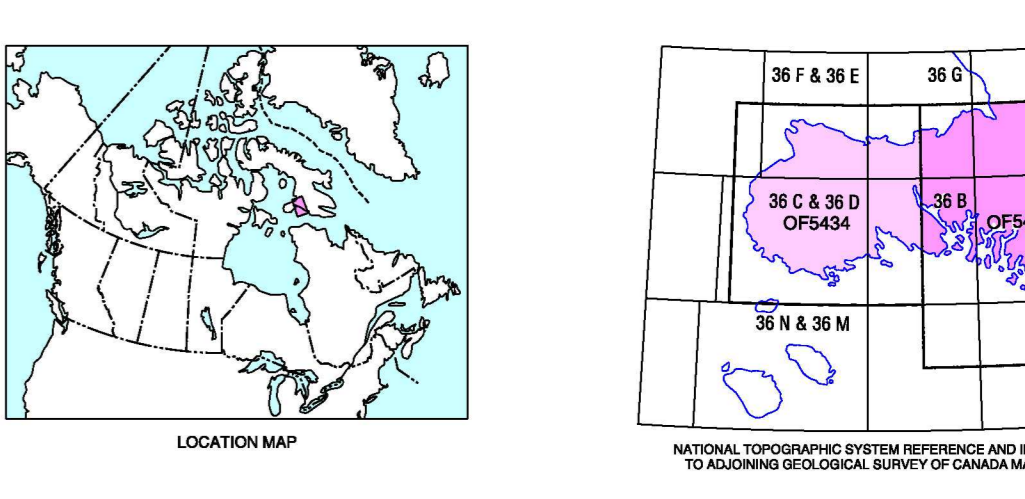 36 F & 36 E
36 G
36 C & 36 D
OF5434
36 B
36 N & 36 M
LOCATION MAP
NATIONAL TOPOGRAPHIC SYSTEM REFERENCE AND
TO ADJOINING GEOLOGICAL SURVEY OF CANADA